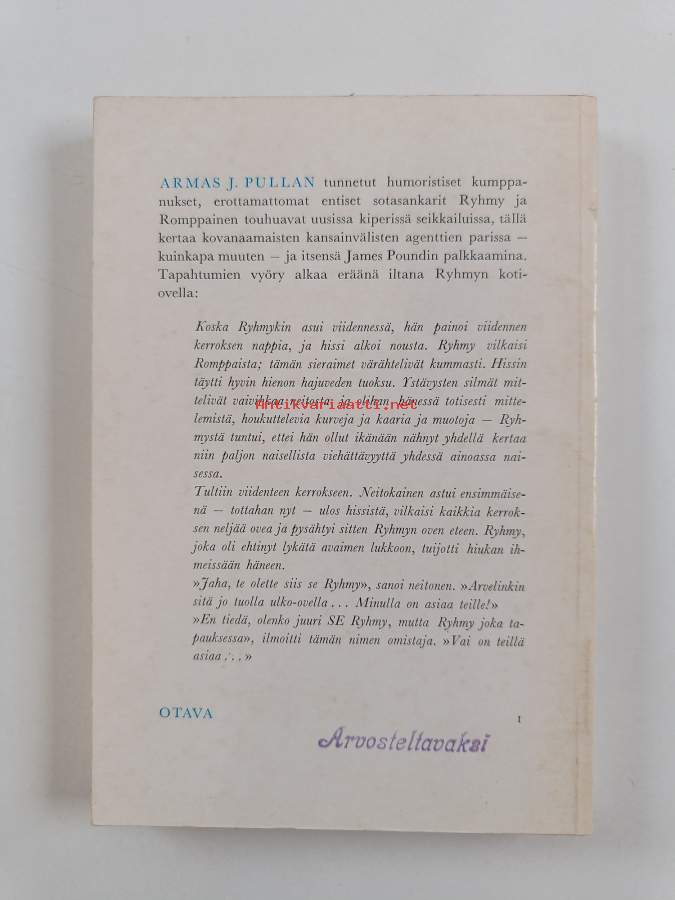 ARMAS J. PULLAN tunnetut humoristiset kumppa-
nukset, erottamattomat entiset sotasankarit Ryhmy ja
Romppainen touhuavat uusissa kiperissä seikkailuissa, tällä
kertaa kovanaamaisten kansainvälisten agenttien parissa —
kuinkapa muuten — ja itsensä James Poundin palkkaamina.
Tapahtumien vyöry alkaa eräänä iltana Ryhmyn koti-
ovella:
Koska Ryhmykin asui viidennessä, hän painoi viidennen
kerroksen nappia, ja hissi alkoi nousta. Ryhmy vilkaisi
Romppaista; tämän sieraimet värähtelivät kummasti. Hissin
täytti hyvin hienon hajuveden tuoksu. Ystävysten silmät mit-
telivät vaivihkaa neitosta, ja olihan hänessä totisesti mitte-
Antikvariaatti.net
lemistä, houkuttelevia kurveja ja kaaria ja muotoja — Ryh-
mystä tuntui, ettei hän ollut ikänään nähnyt yhdellä kertaa
niin paljon naisellista viehättävyyttä yhdessä ainoassa nai-
sessa.
Tultiin viidenteen kerrokseen. Neitokainen astui ensimmäise-
nä — tottahan nyt — ulos hissistä, vilkaisi kaikkia kerrok-
sen neljää ovea ja pysähtyi sitten Ryhmyn oven eteen. Ryhmy,
joka oli ehtinyt lykätä avaimen lukkoon, tuijotti hiukan ih-
meissään häneen.
»Jaha, te olette siis se Ryhmy», sanoi neitonen. »Arvelinkin
sitä jo tuolla ulko-ovella . . . Minulla on asiaa teille!»
»En tiedä, olenko juuri SE Ryhmy, mutta Ryhmy joka ta-
pauksessa», ilmoitti tämän nimen omistaja. »Vai on teillä
asiaa . . . »
OTAVA
1
Arvosteltavaksi